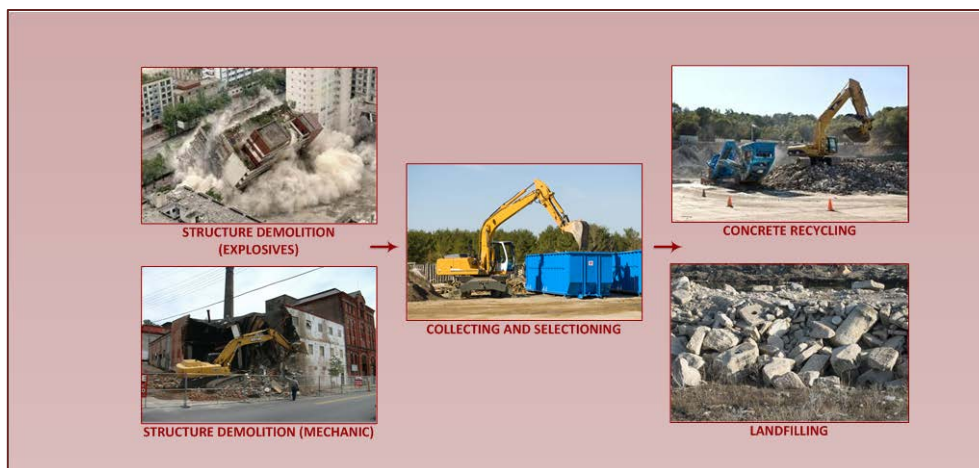 STRUCTURE DEMOLITION
(EXPLOSIVES)
STRUCTURE DEMOLITION (MECHANIC)
COLLECTING AND SELECTIONING
CONCRETE RECYCLING
LANDFILLING